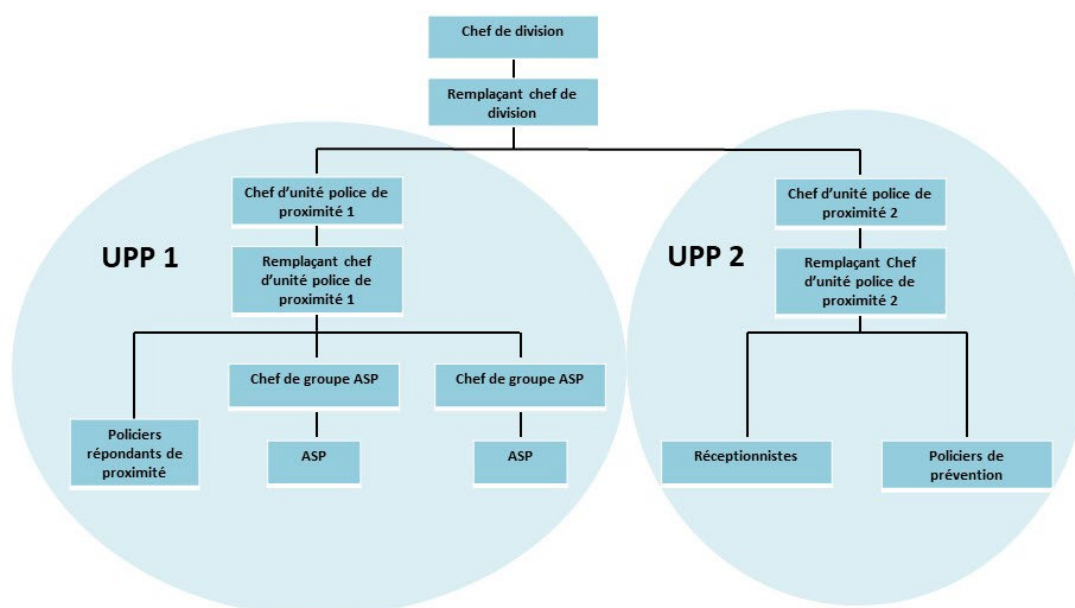 Chef de division
Remplaçant chef de
division
Chef d'unité police de
proximité 1
Chef d'unité police de
proximité 2
UPP 1
Remplaçant chef
d'unité police de
proximité 1
UPP 2
Remplaçant Chef
d'unité police de
proximité 2
Chef de groupe ASP
Chef de groupe ASP
Policiers
répondants de
proximité
ASP
ASP
Réceptionnistes
Policiers de
prévention